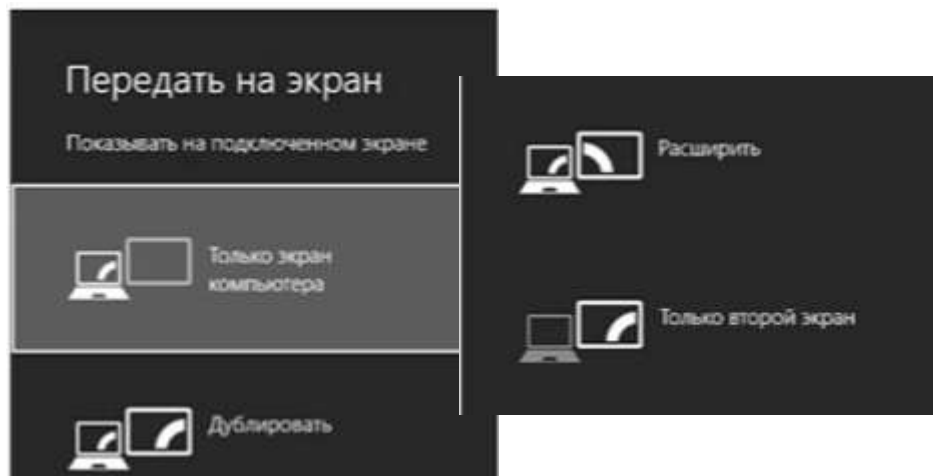 Передать на экран
Показывать на подключенном экране
Только экран
компьютера
Дублировать
Расширить
Только второй экран